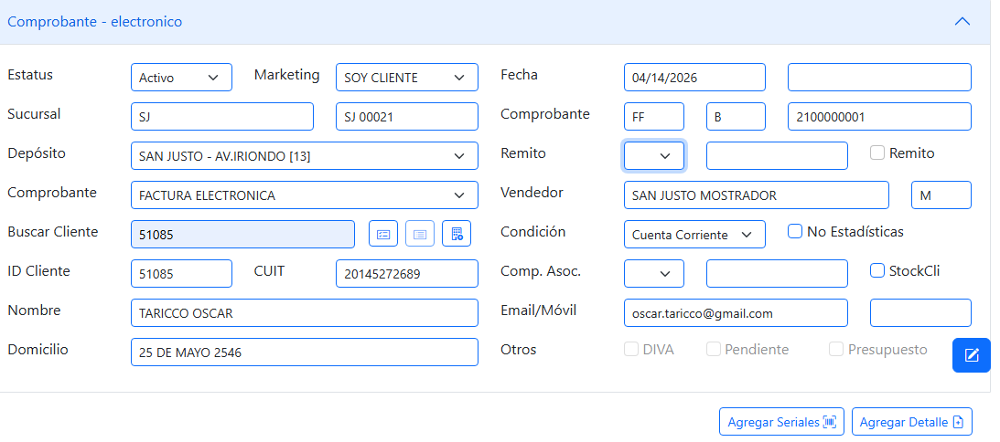 Comprobante - electronico
Estatus Activo Marketing SOY CLIENTE Fecha 04/14/2026
Sucursal SJ SJ 00021 Comprobante FF B 2100000001
Depósito SAN JUSTO - AV.IRIONDO [13] Remito Remito
Comprobante FACTURA ELECTRONICA Vendedor SAN JUSTO MOSTRADOR M
Buscar Cliente 51085 Condición Cuenta Corriente No Estadísticas
ID Cliente 51085 CUIT 20145272689 Comp. Asoc. StockCli
Nombre TARICCO OSCAR Email/Móvil oscar.taricco@gmail.com
Domicilio 25 DE MAYO 2546 Otros DIVA Pendiente Presupuesto
Agregar Seriales Agregar Detalle